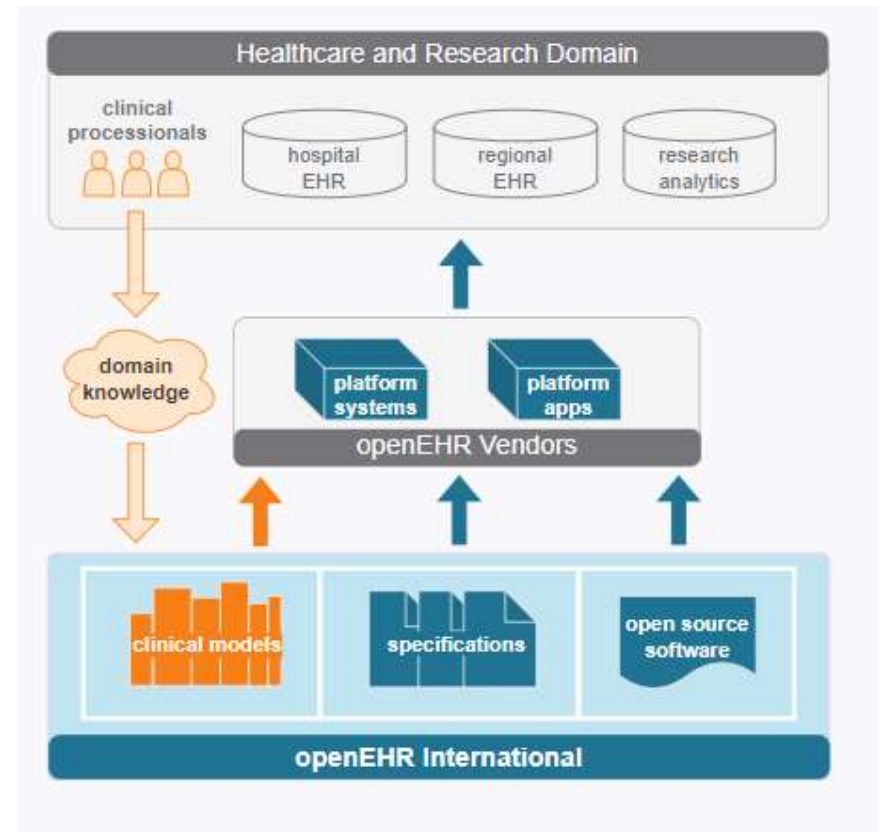 Healthcare and Research Domain
clinical
processionals
hospital
EHR
regional
EHR
research
analytics
domain
knowledge
platform
systems
platform
apps
openEHR Vendors
clinical models
specifications
open source
software
openEHR International